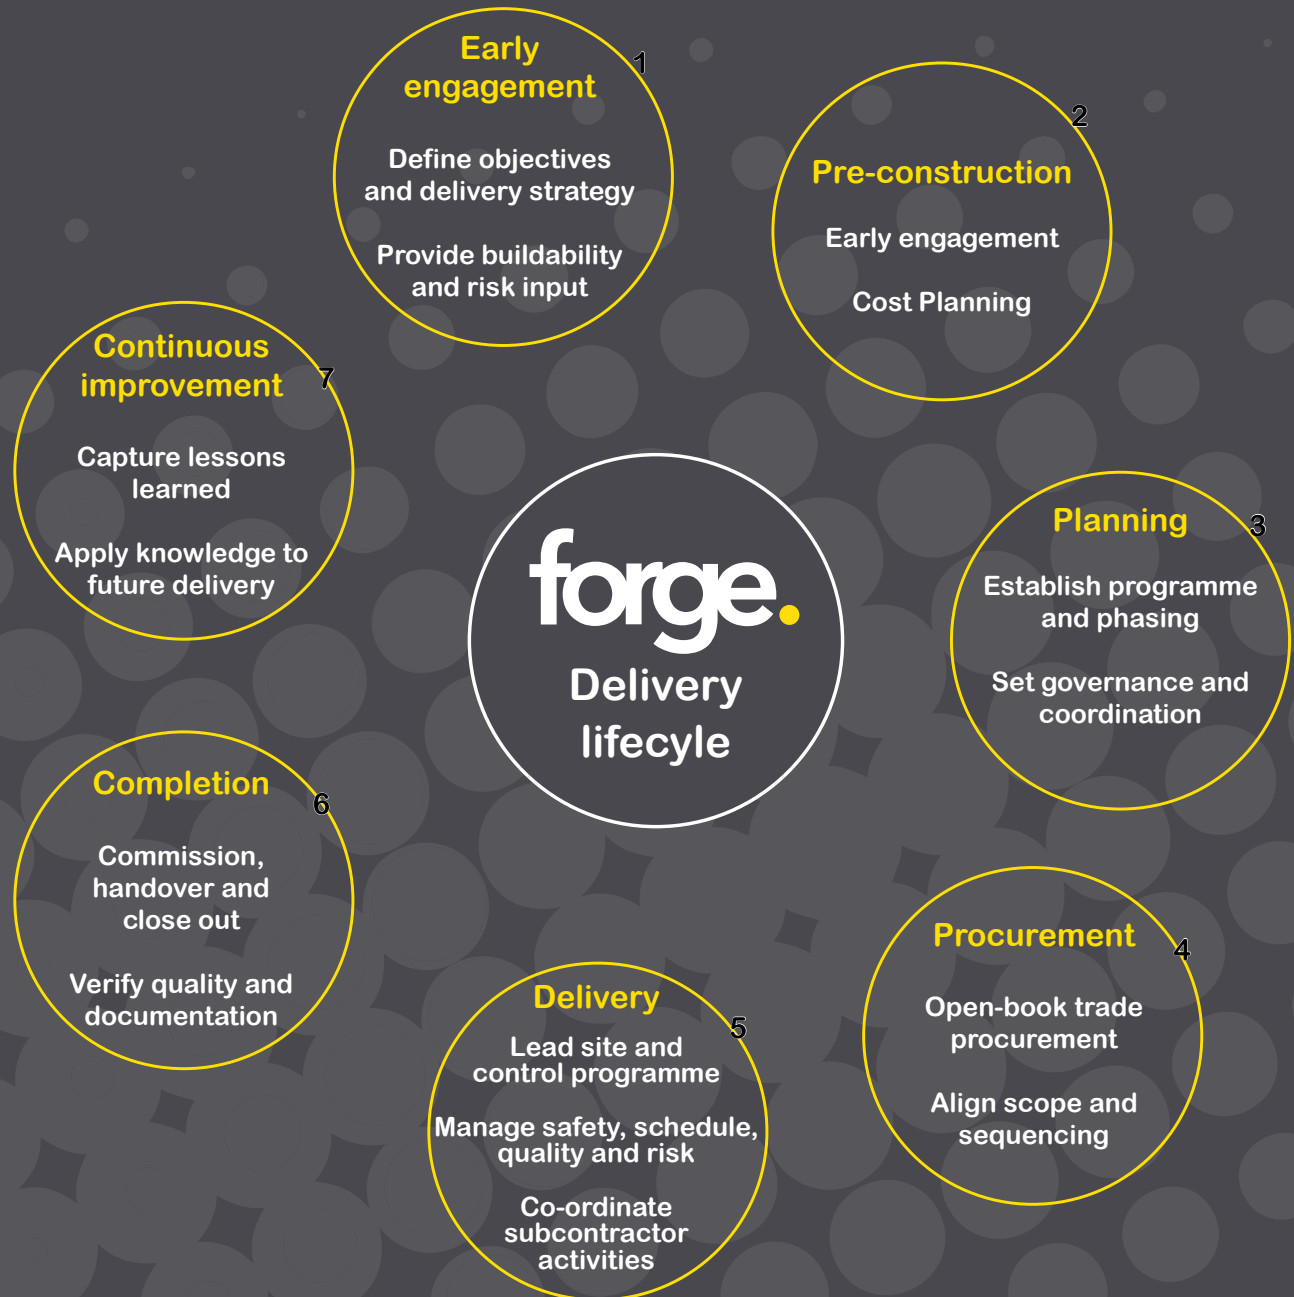 1
Early
engagement
Define objectives
and delivery strategy
Provide buildability
and risk input
2
Pre-construction
Early engagement
Cost Planning
3
Planning
Establish programme
and phasing
Set governance and
coordination
4
Procurement
Open-book trade
procurement
Align scope and
sequencing
5
Delivery
Lead site and
control programme
Manage safety, schedule,
quality and risk
Co-ordinate
subcontractor
activities
6
Completion
Commission,
handover and
close out
Verify quality and
documentation
7
Continuous
improvement
Capture lessons
learned
Apply knowledge to
future delivery
forge.
Delivery
lifecyle